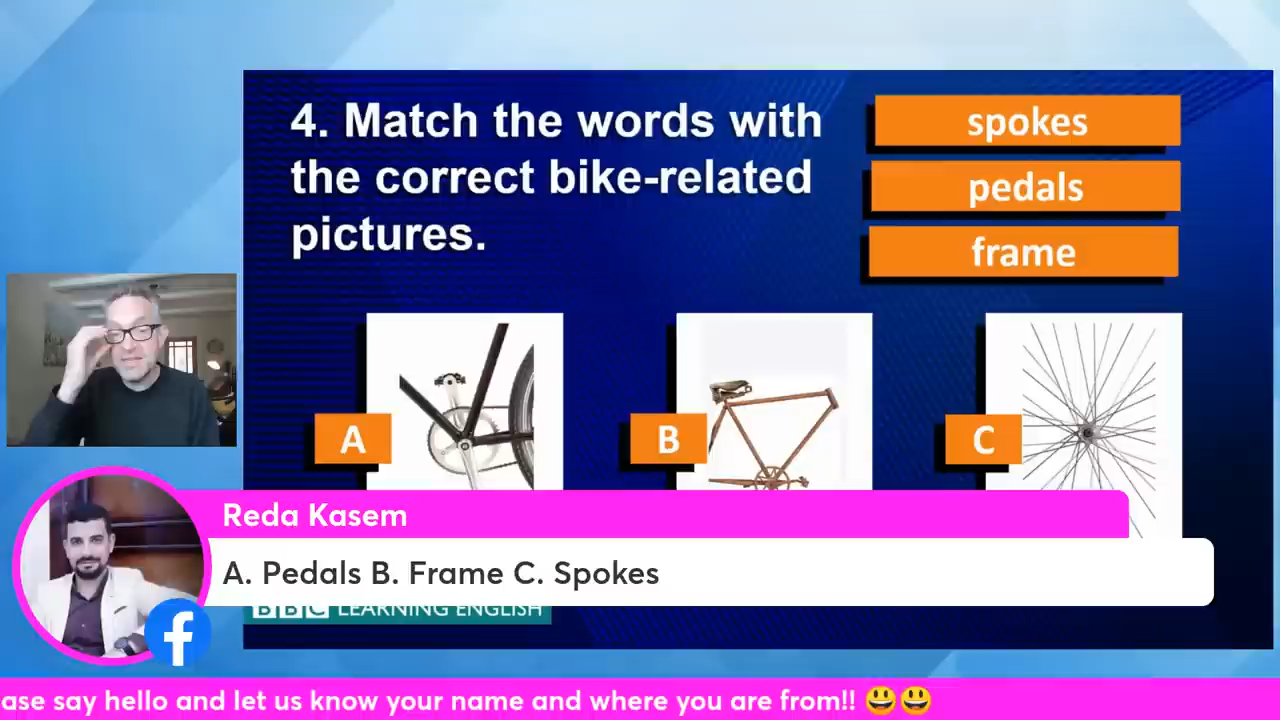 4. Match the words with
the correct bike-related
pictures.
spokes
pedals
frame
A
B
C
Reda Kasem
A. Pedals B. Frame C. Spokes
BBC LEARNING ENGLISH
ase say hello and let us know your name and where you are from!! 😃😃